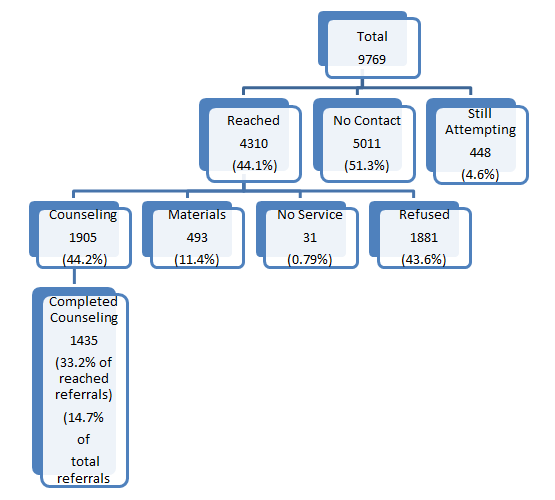 Total
9769
Reached
4310
(44.1%)
No Contact
5011
(51.3%)
Still
Attempting
448
(4.6%)
Counseling
1905
(44.2%)
Materials
493
(11.4%)
No Service
31
(0.79%)
Refused
1881
(43.6%)
Completed
Counseling
1435
(33.2% of
reached
referrals)
(14.7%
of
total
referrals